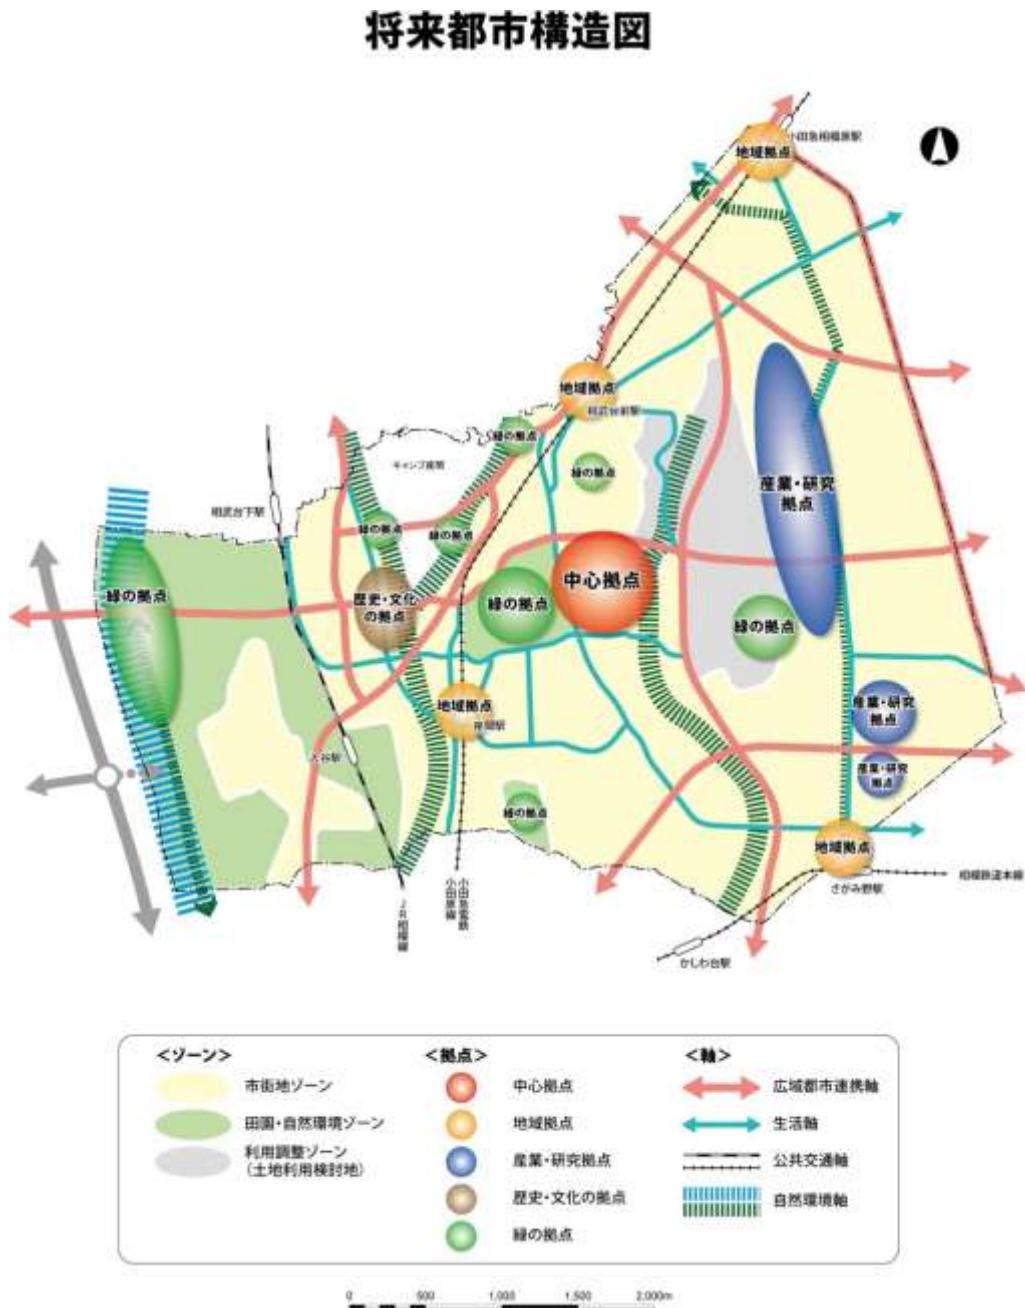 将来都市構造図
小田急相模原駅
地域拠点
地域拠点
相武台前駅
緑の拠点
キャンプ座間
緑の拠点
産業・研究
拠点
相武台下駅
緑の拠点
緑の拠点
中心拠点
緑の拠点
歴史・文化
の拠点
緑の拠点
緑の拠点
地域拠点
座間駅
産業・研究
拠点
入谷駅
産業・研究
拠点
緑の拠点
地域拠点
さがみ野駅
相模鉄道本線
かしわ台駅
JR相模線
小田急電鉄
小田原線
<ゾーン>
市街地ゾーン
田園・自然環境ゾーン
利用調整ゾーン
(土地利用検討地)
<拠点>
中心拠点
地域拠点
産業・研究拠点
歴史・文化の拠点
緑の拠点
<軸>
広域都市連携軸
生活軸
公共交通軸
自然環境軸
0 500 1,000 1,500 2,000m